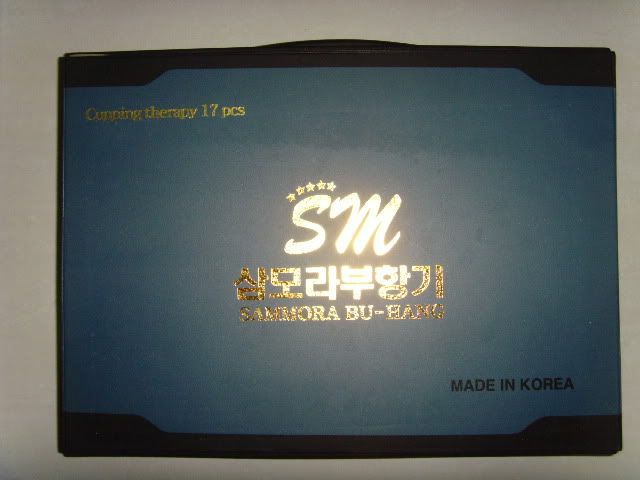 Cupping therapy 17 pcs
SM
삼모라부항기
SAMMORA BU-HANG
MADE IN KOREA